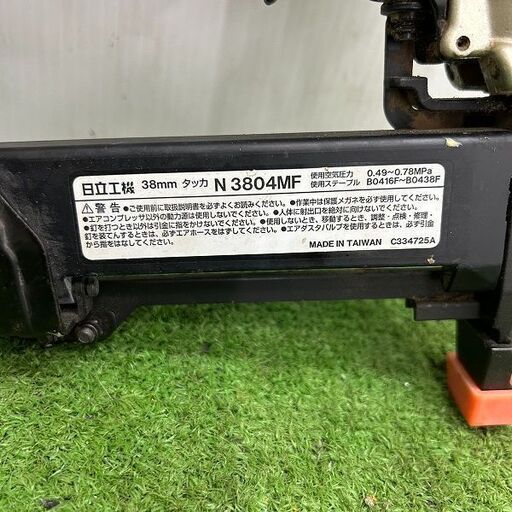 日立工機 38mm タッカ N 3804MF 使用空気圧力 0.49~0.78MPa
使用ステープル B0416F~B0438F
⚠警告 ●ご使用前に取扱説明書を必ずよくお読みください。●作業中は保護メガネを必ず使用してください。
●エアコンプレッサ以外の動力源は使用しないでください。●人体に射出口を絶対に向けないでください。
●釘を打つとき以外は引金に指をかけないでください。●使用しないとき、移動するとき、調整・点検・修理・
釘を装てんするときは、必ずエアホースをはずしてください。●エアダスタバルブを使用するときは、必ず引金
から指をはなしてください。
MADE IN TAIWAN C334725A